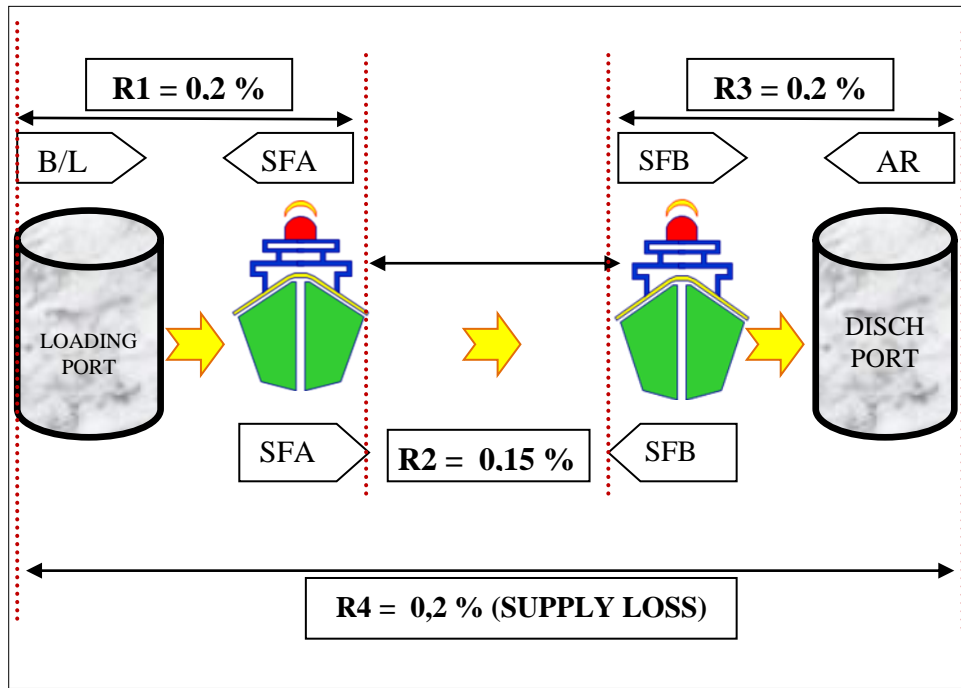 R1 = 0,2 %
R3 = 0,2 %
B/L
SFA
SFB
AR
LOADING
PORT
DISCH
PORT
SFA
R2 = 0,15 %
SFB
R4 = 0,2 % (SUPPLY LOSS)